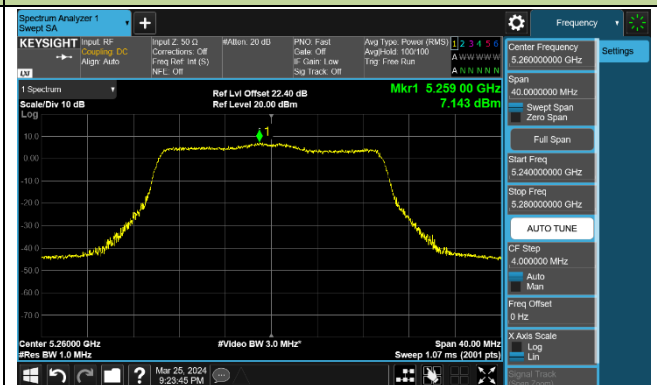 Spectrum Analyzer 1
Swept SA
+
Frequency
KEYSIGHT
Input: RF
Coupling: DC
Align: Auto
Input Z: 50 Ω
Corrections: Off
Freq Ref: Int (S)
NFE: Off
#Atten: 20 dB
PNO: Fast
Gate: Off
IF Gain: Low
Sig Track: Off
Avg Type: Power (RMS)
Avg|Hold: 100/100
Trig: Free Run
1 2 3 4 5 6
A W W W W W
A N N N N N
LXI
1 Spectrum
Scale/Div 10 dB
Log
Ref Lvl Offset 22.40 dB
Ref Level 20.00 dBm
Mkr1 5.259 00 GHz
7.143 dBm
1
10.0
0.00
-10.0
-20.0
-30.0
-40.0
-50.0
-60.0
-70.0
Center 5.26000 GHz
#Res BW 1.0 MHz
#Video BW 3.0 MHz*
Span 40.00 MHz
Sweep 1.07 ms (2001 pts)
Center Frequency
5.260000000 GHz
Settings
Span
40.0000000 MHz
Swept Span
Zero Span
Full Span
Start Freq
5.240000000 GHz
Stop Freq
5.280000000 GHz
AUTO TUNE
CF Step
4.000000 MHz
Auto
Man
Freq Offset
0 Hz
X Axis Scale
Log
Lin
Signal Track
(Span Zoom)
?
Mar 25, 2024
9:23:45 PM